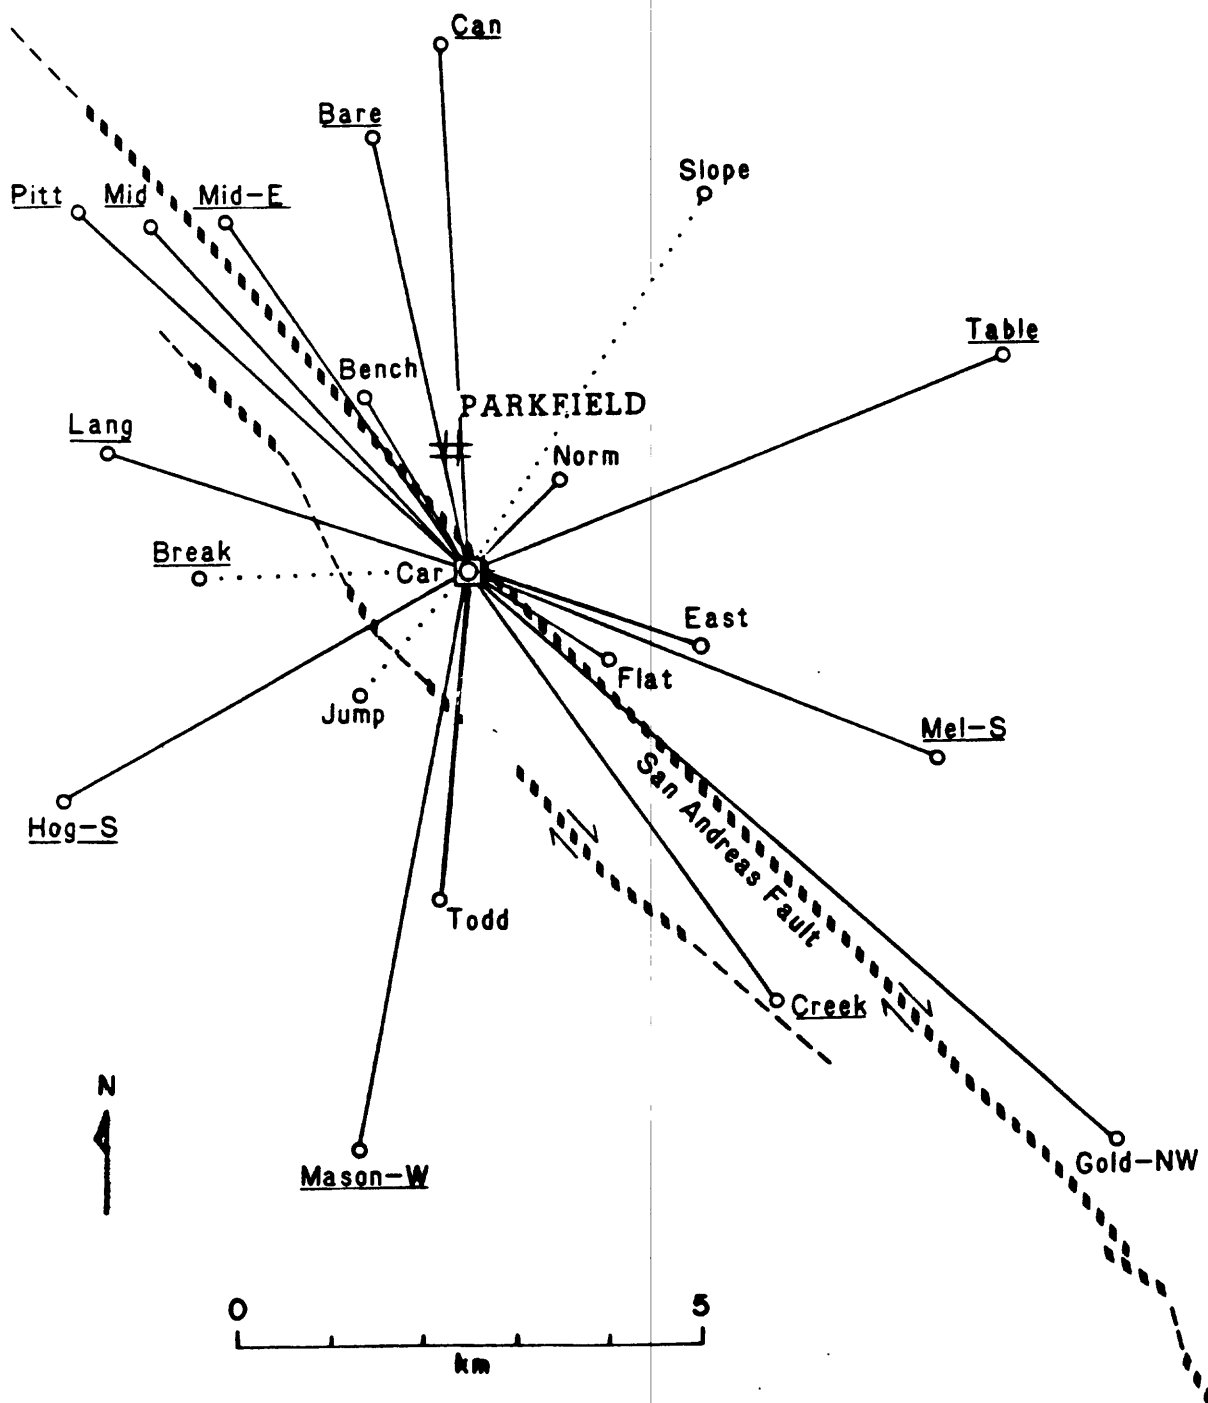 Can
Bare
Slope
Pitt
Mid
Mid-E
Table
Bench
PARKFIELD
Lang
Norm
Break
Car
East
Flat
Jump
Mel-S
San Andreas Fault
Hog-S
Todd
Creek
N
Gold-NW
Mason-W
0
5
km